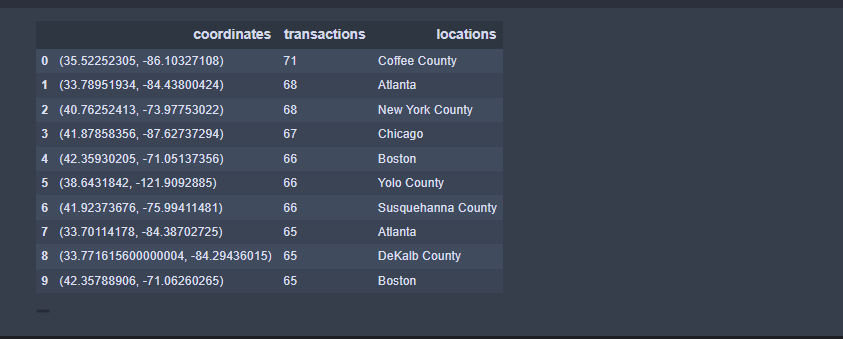 coordinates transactions locations
0 (35.52252305, -86.10327108) 71 Coffee County
1 (33.78951934, -84.43800424) 68 Atlanta
2 (40.76252413, -73.97753022) 68 New York County
3 (41.87858356, -87.62737294) 67 Chicago
4 (42.35930205, -71.05137356) 66 Boston
5 (38.6431842, -121.9092885) 66 Yolo County
6 (41.92373676, -75.99411481) 66 Susquehanna County
7 (33.70114178, -84.38702725) 65 Atlanta
8 (33.771615600000004, -84.29436015) 65 DeKalb County
9 (42.35788906, -71.06260265) 65 Boston